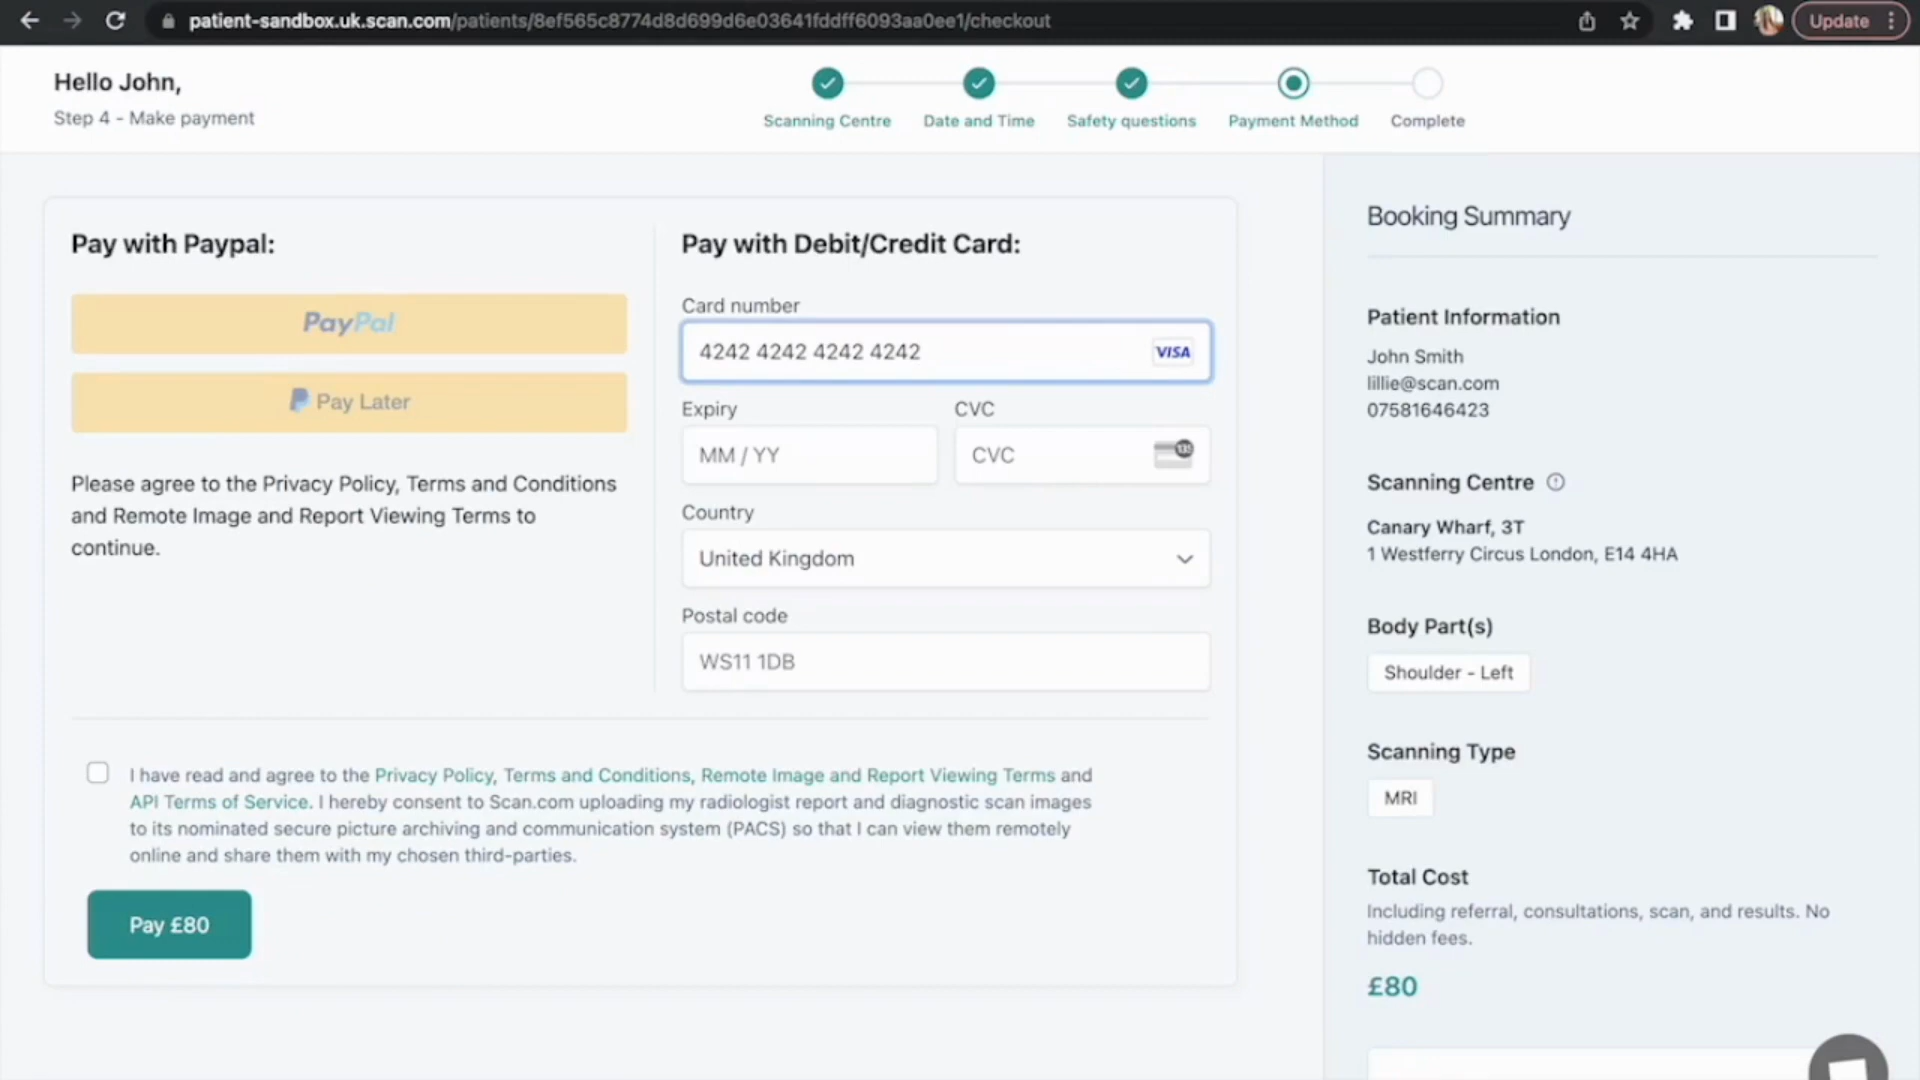 patient-sandbox.uk.scan.com/patients/8ef565c8774d8d699d6e03641fddff6093aa0ee1/checkout
Update
Hello John,
Step 4 - Make payment
Scanning Centre
Date and Time
Safety questions
Payment Method
Complete
Pay with Paypal:
PayPal
Pay Later
Please agree to the Privacy Policy, Terms and Conditions
and Remote Image and Report Viewing Terms to
continue.
Pay with Debit/Credit Card:
Card number
4242 4242 4242 4242
VISA
Expiry
CVC
MM / YY
CVC
135
Country
United Kingdom
Postal code
WS11 1DB
I have read and agree to the Privacy Policy, Terms and Conditions, Remote Image and Report Viewing Terms and
API Terms of Service. I hereby consent to Scan.com uploading my radiologist report and diagnostic scan images
to its nominated secure picture archiving and communication system (PACS) so that I can view them remotely
online and share them with my chosen third-parties.
Pay £80
Booking Summary
Patient Information
John Smith
lillie@scan.com
07581646423
Scanning Centre
Canary Wharf, 3T
1 Westferry Circus London, E14 4HA
Body Part(s)
Shoulder - Left
Scanning Type
MRI
Total Cost
Including referral, consultations, scan, and results. No
hidden fees.
£80